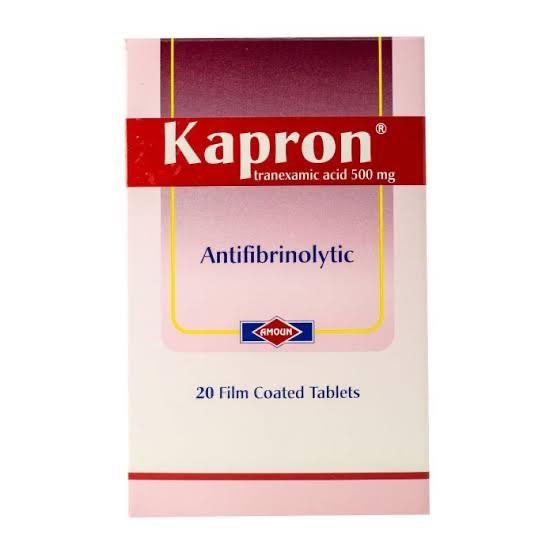 Kapron®
tranexamic acid 500 mg
Antifibrinolytic
AMOUN
20 Film Coated Tablets